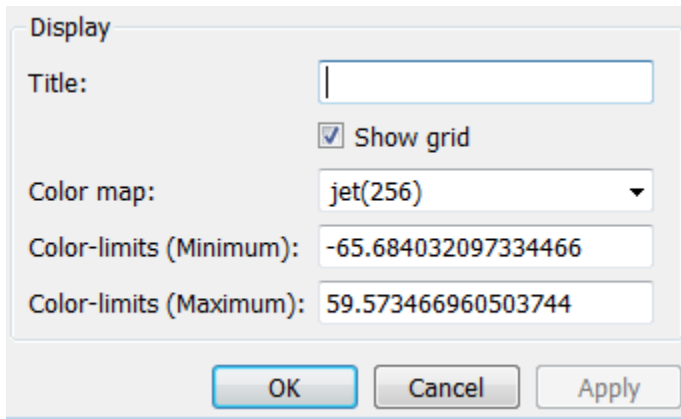 Display
Title:
Show grid
Color map: jet(256)
Color-limits (Minimum): -65.684032097334466
Color-limits (Maximum): 59.573466960503744
OK Cancel Apply